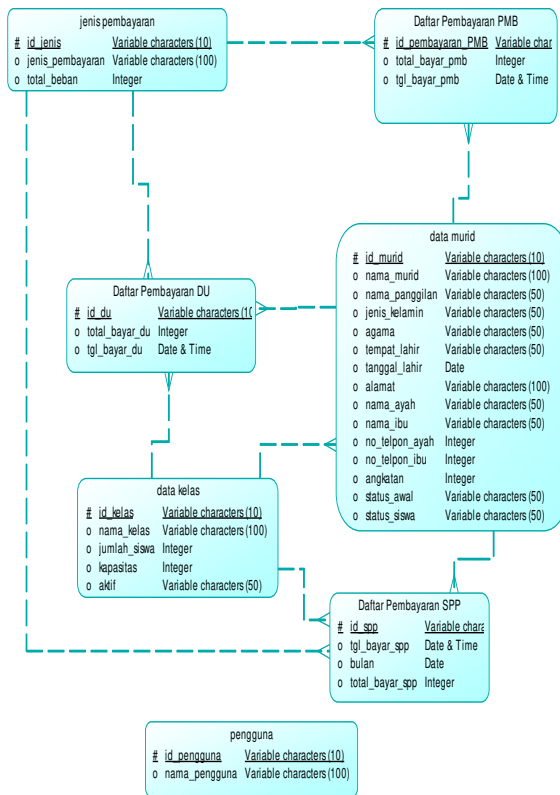 jenis pembayaran
# id_jenis Variable characters (10)
o jenis_pembayaran Variable characters (100)
o total_beban Integer
Daftar Pembayaran PMB
# id_pembayaran_PMB Variable char
o total_bayar_pmb Integer
o tgl_bayar_pmb Date & Time
data murid
# id_murid Variable characters (10)
o nama_murid Variable characters (100)
o nama_panggilan Variable characters (50)
o jenis_kelamin Variable characters (50)
o agama Variable characters (50)
o tempat_lahir Variable characters (50)
o tanggal_lahir Date
o alamat Variable characters (100)
o nama_ayah Variable characters (50)
o nama_ibu Variable characters (50)
o no_telpon_ayah Integer
o no_telpon_ibu Integer
o angkatan Integer
o status_awal Variable characters (50)
o status_siswa Variable characters (50)
Daftar Pembayaran DU
# id_du Variable characters (10
o total_bayar_du Integer
o tgl_bayar_du Date & Time
data kelas
# id_kelas Variable characters (10)
o nama_kelas Variable characters (100)
o jumlah_siswa Integer
o kapasitas Integer
o aktif Variable characters (50)
Daftar Pembayaran SPP
# id_spp Variable chara
o tgl_bayar_spp Date & Time
o bulan Date
o total_bayar_spp Integer
pengguna
# id_pengguna Variable characters (10)
o nama_pengguna Variable characters (100)